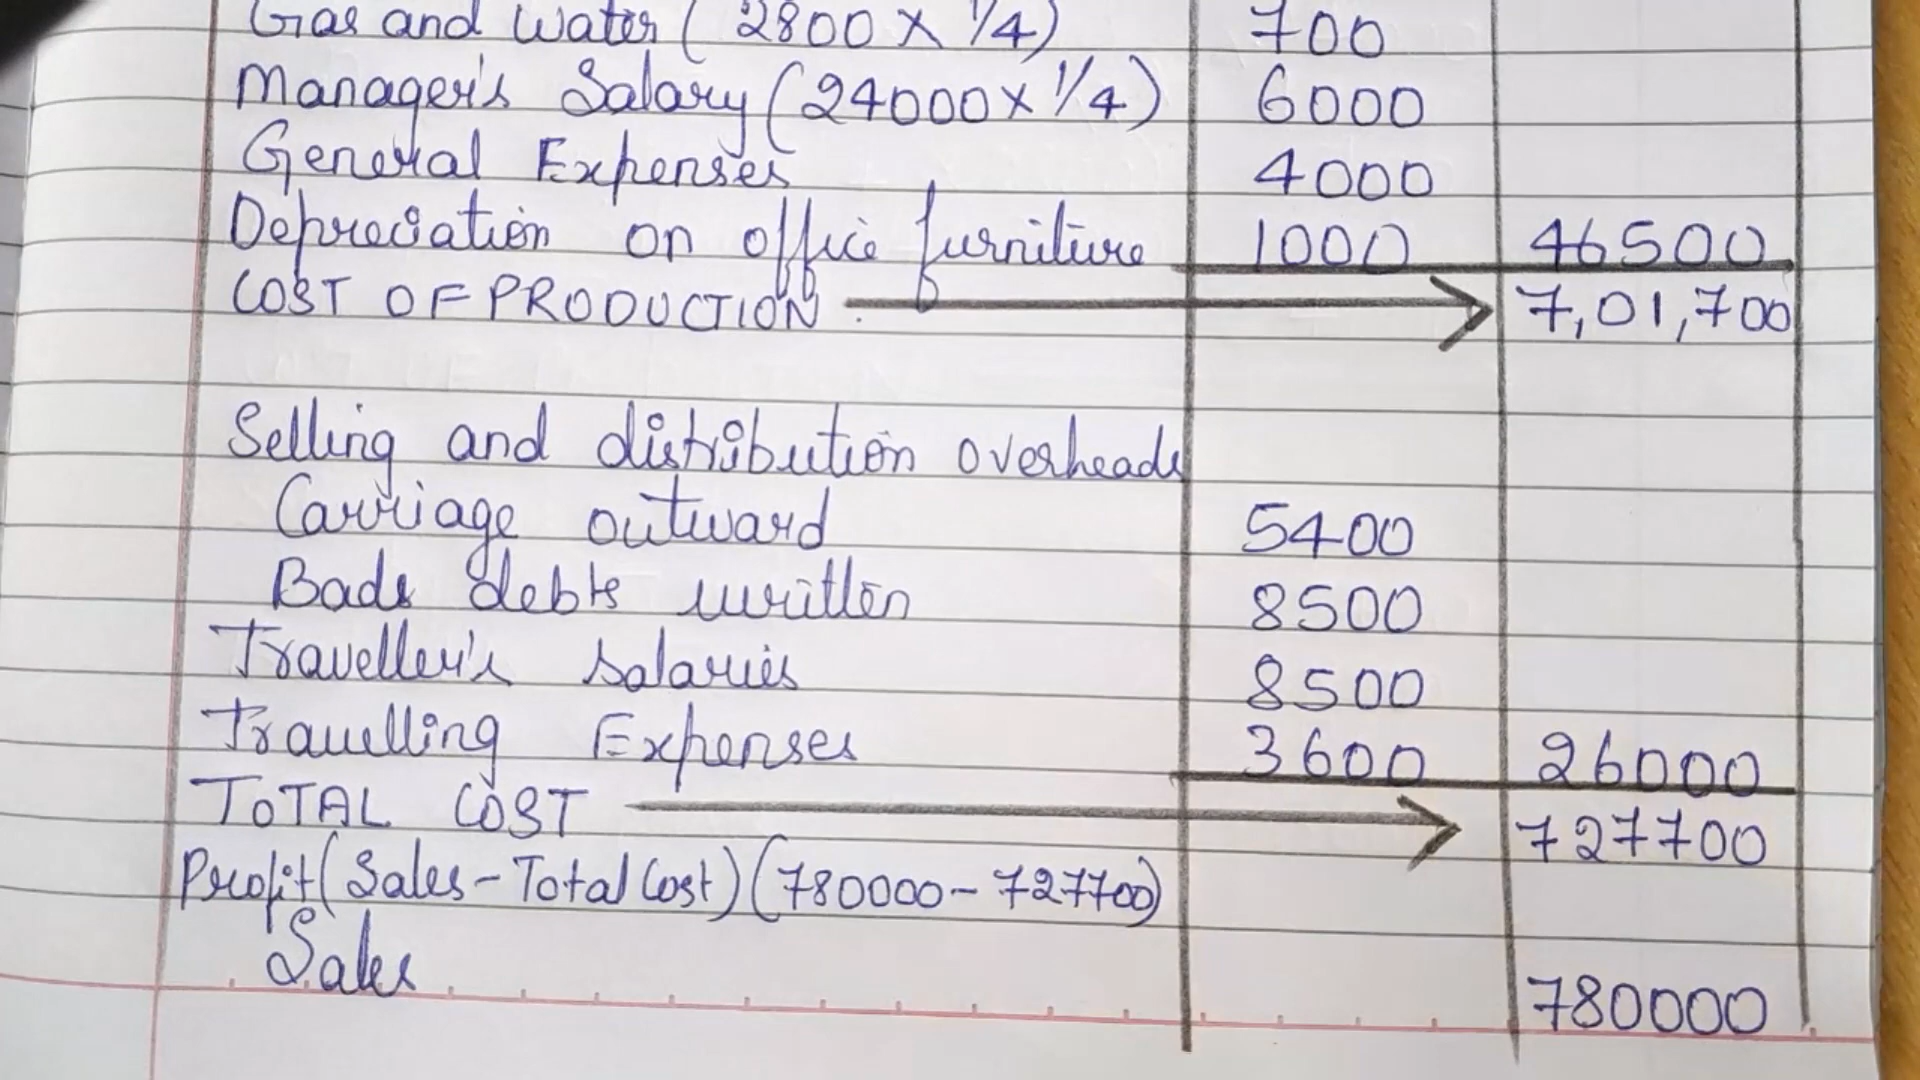 Gas and Water (2800 × 1/4) 700
Manager's Salary (24000 × 1/4) 6000
General Expenses 4000
Depreciation on office furniture 1000 46500
COST OF PRODUCTION 7,01,700
Selling and distribution overheads
Carriage outward 5400
Bads debts written 8500
Traveller's salaries 8500
Travelling Expenses 3600 26000
TOTAL COST 727700
Profit (Sales - Total Cost) (780000 - 727700)
Sales 780000